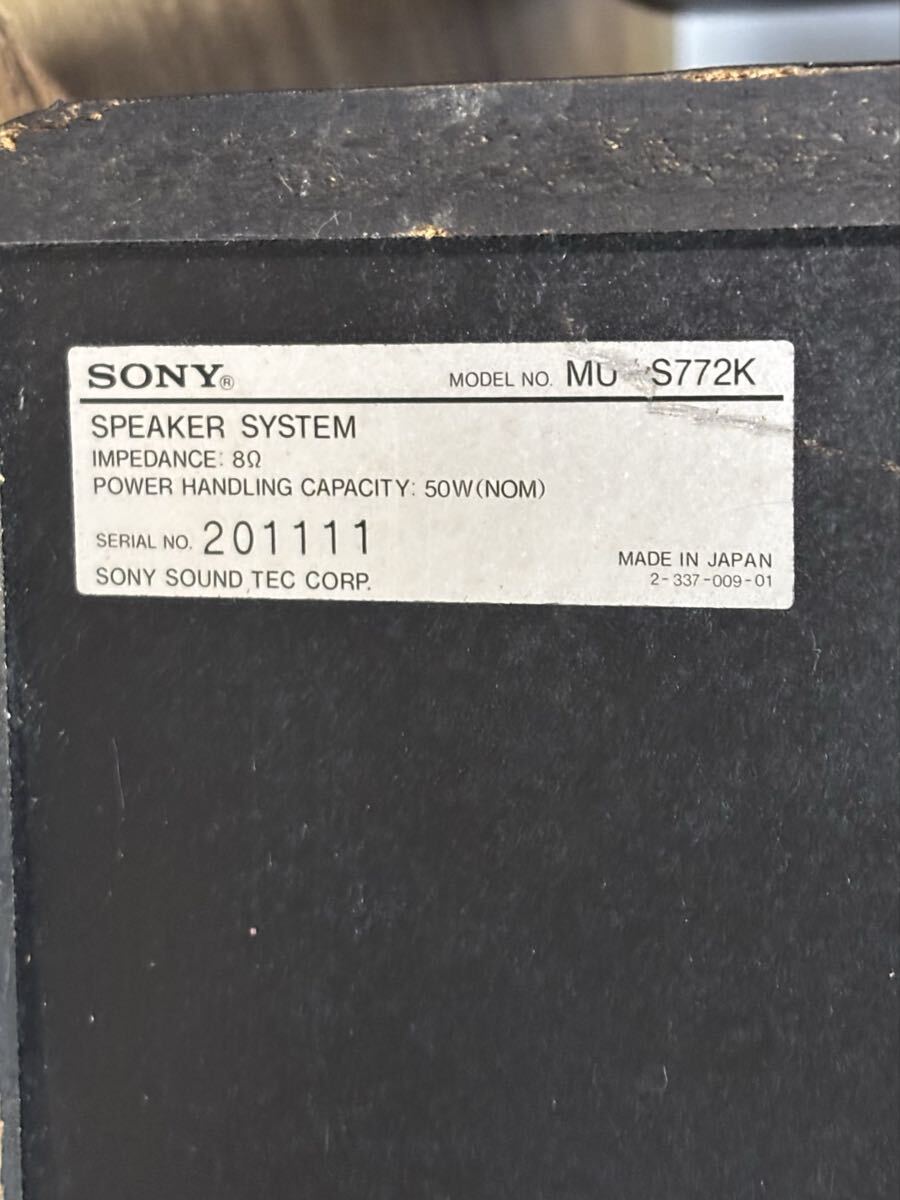 SONY®
MODEL NO. MU S772K
SPEAKER SYSTEM
IMPEDANCE: 8Ω
POWER HANDLING CAPACITY: 50W(NOM)
SERIAL NO. 201111
MADE IN JAPAN
SONY SOUND TEC CORP.
2-337-009-01